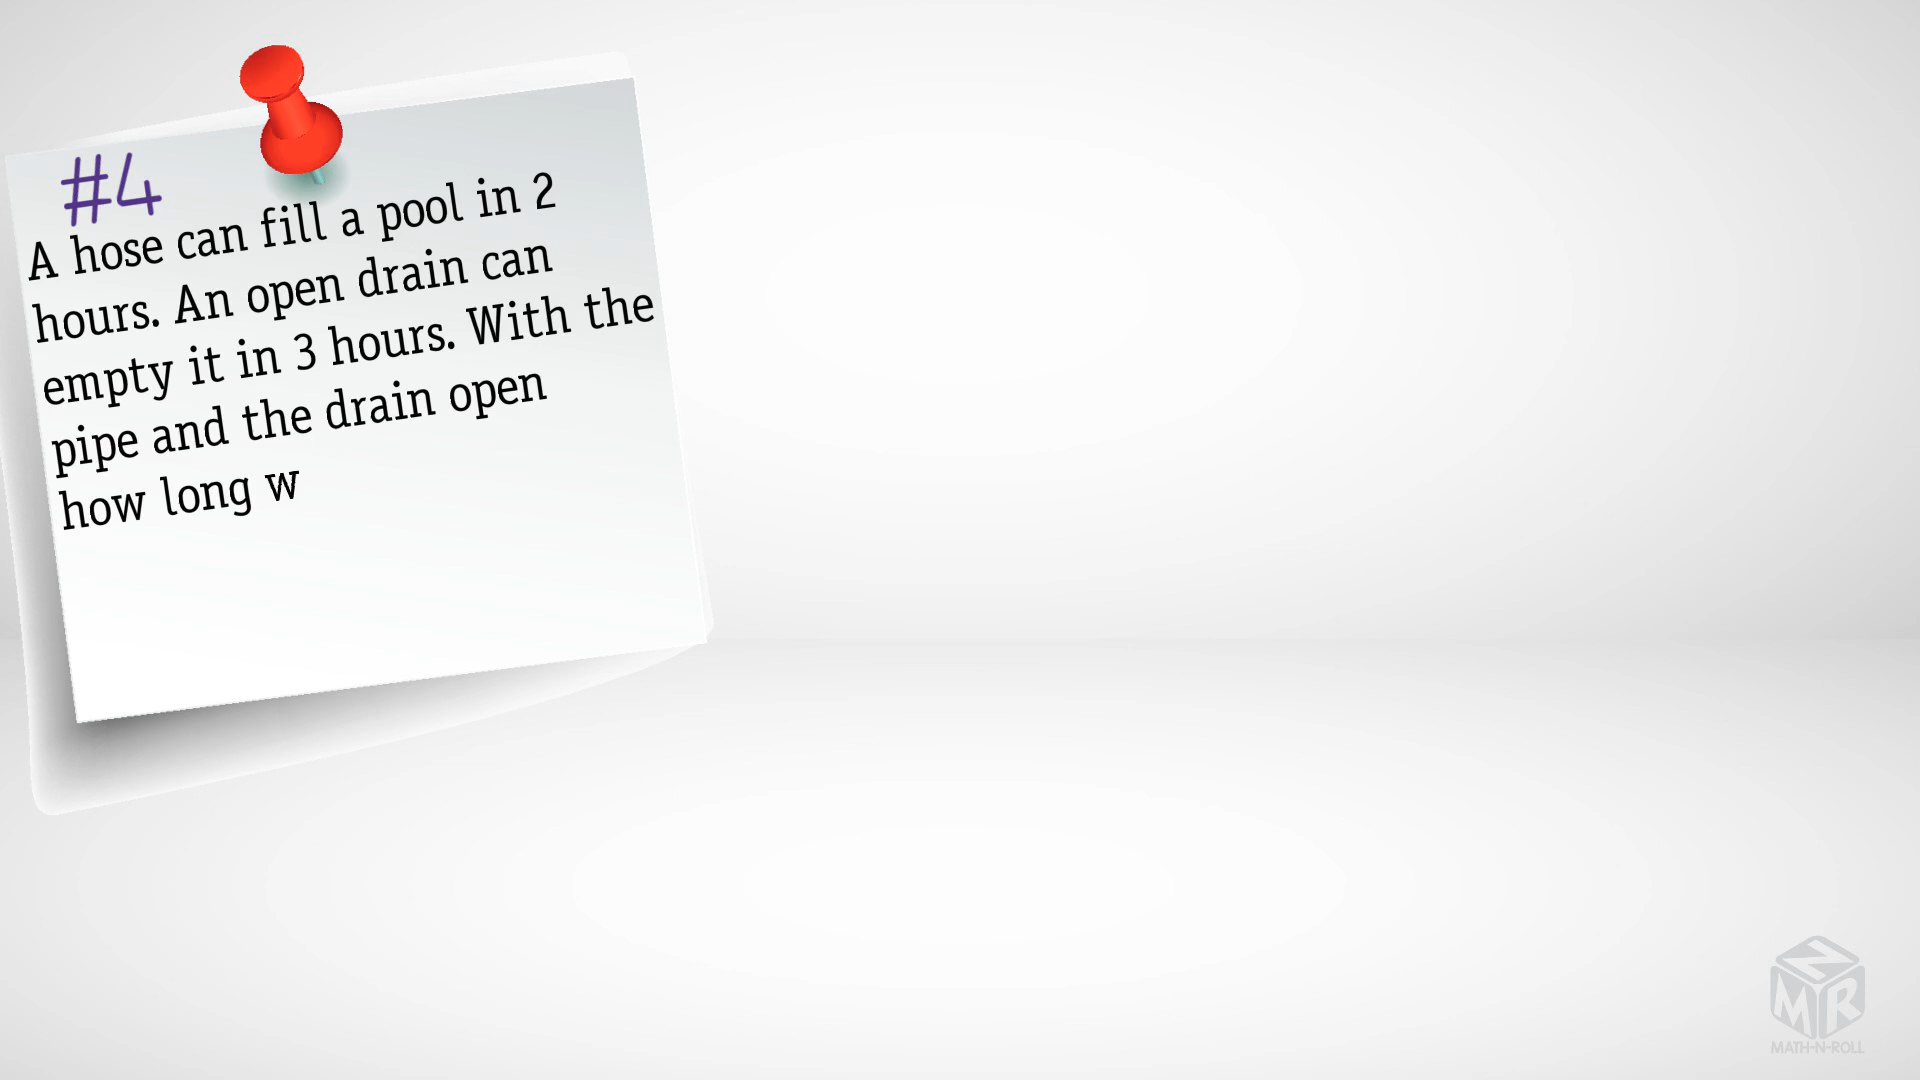 #4
A hose can fill a pool in 2
hours. An open drain can
empty it in 3 hours. With the
pipe and the drain open
how long w
MNR
MATH-N-ROLL